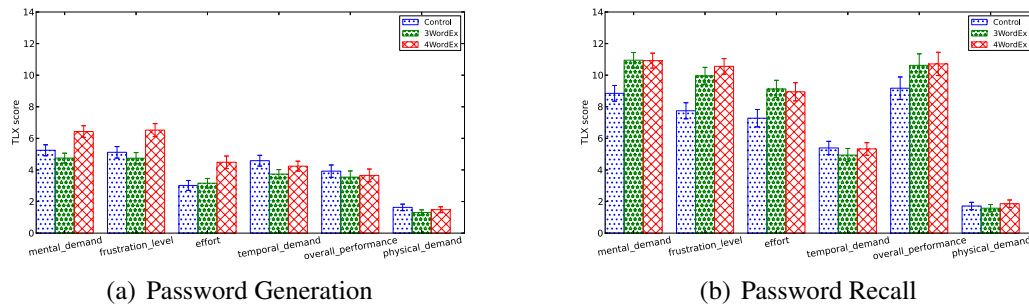 14
12
10
8
6
4
2
0
TLX score
Control
3WordEx
4WordEx
mental_demand
frustration_level
effort
temporal_demand
overall_performance
physical_demand
(a) Password Generation
14
12
10
8
6
4
2
0
TLX score
Control
3WordEx
4WordEx
mental_demand
frustration_level
effort
temporal_demand
overall_performance
physical_demand
(b) Password Recall